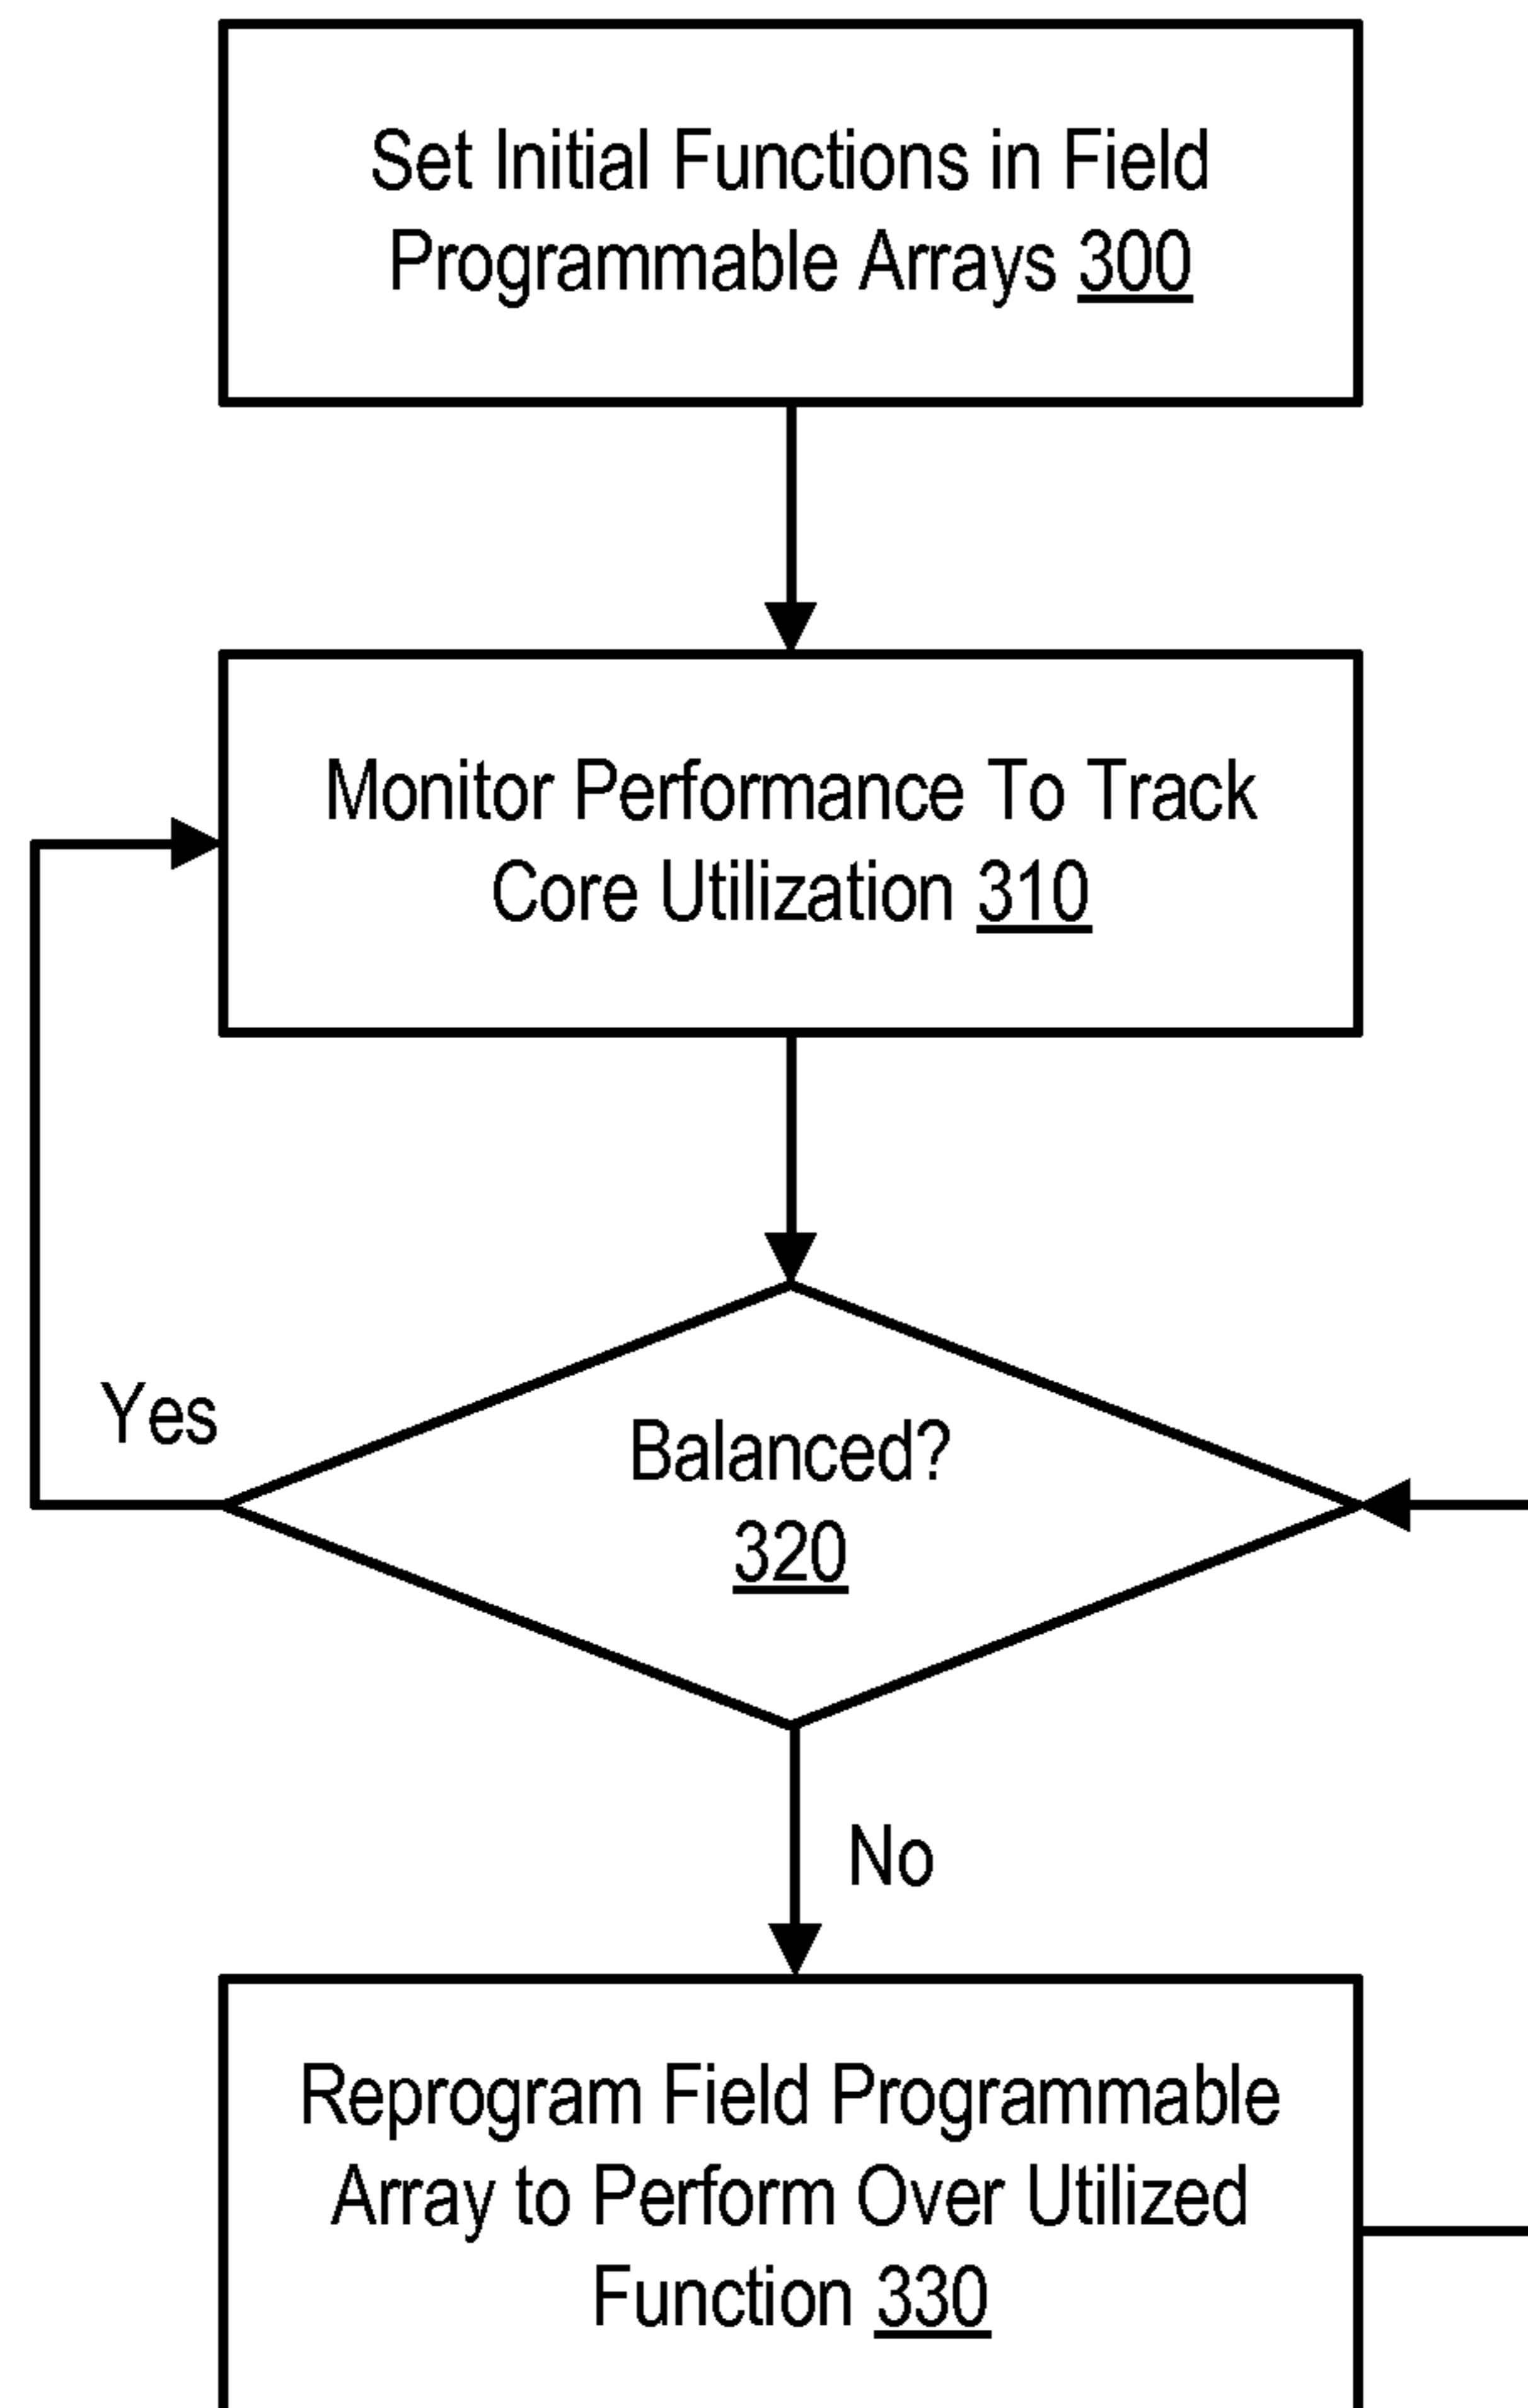 Set Initial Functions in Field
Programmable Arrays 300
Monitor Performance To Track
Core Utilization 310
Yes
Balanced?
320
No
Reprogram Field Programmable
Array to Perform Over Utilized
Function 330